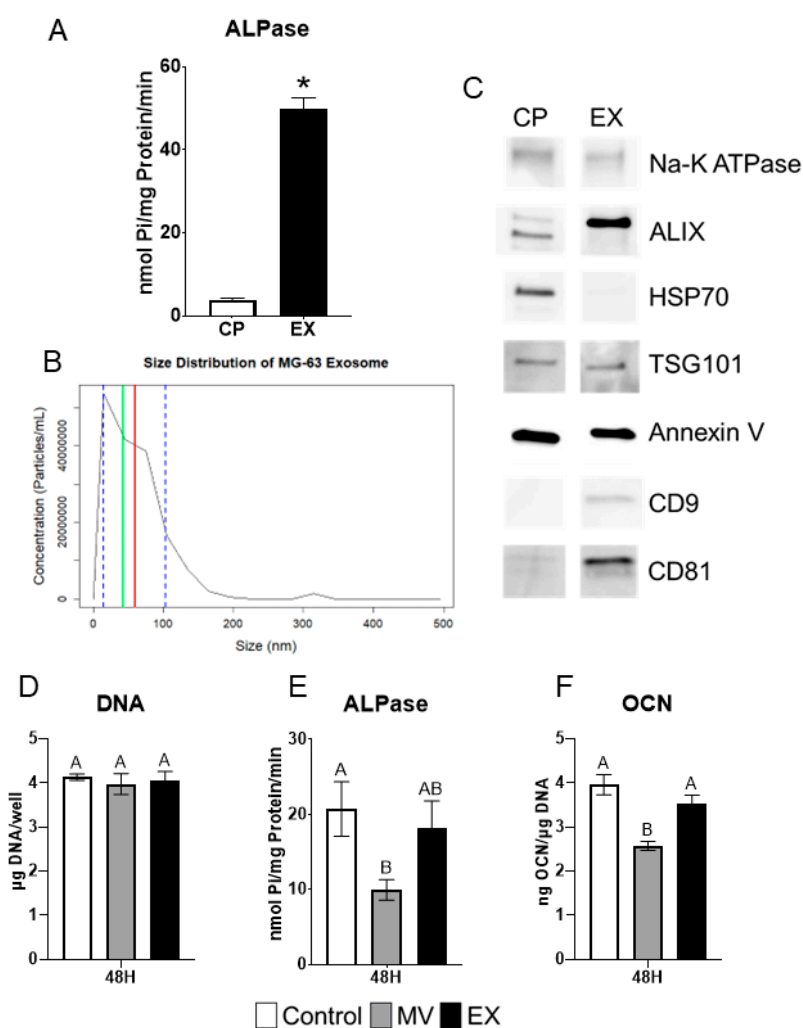 A
ALPase
nmol Pi/mg Protein/min
60
40
20
0
*
CP EX
B
Size Distribution of MG-63 Exosome
Concentration (Particles/mL)
40000000
20000000
0
0 100 200 300 400 500
Size (nm)
C
CP EX
Na-K ATPase
ALIX
HSP70
TSG101
Annexin V
CD9
CD81
D
DNA
µg DNA/well
5
4
3
2
1
0
A A A
48H
E
ALPase
nmol Pi/mg Protein/min
30
20
10
0
A B AB
48H
F
OCN
ng OCN/µg DNA
5
4
3
2
1
0
A B A
48H
Control MV EX